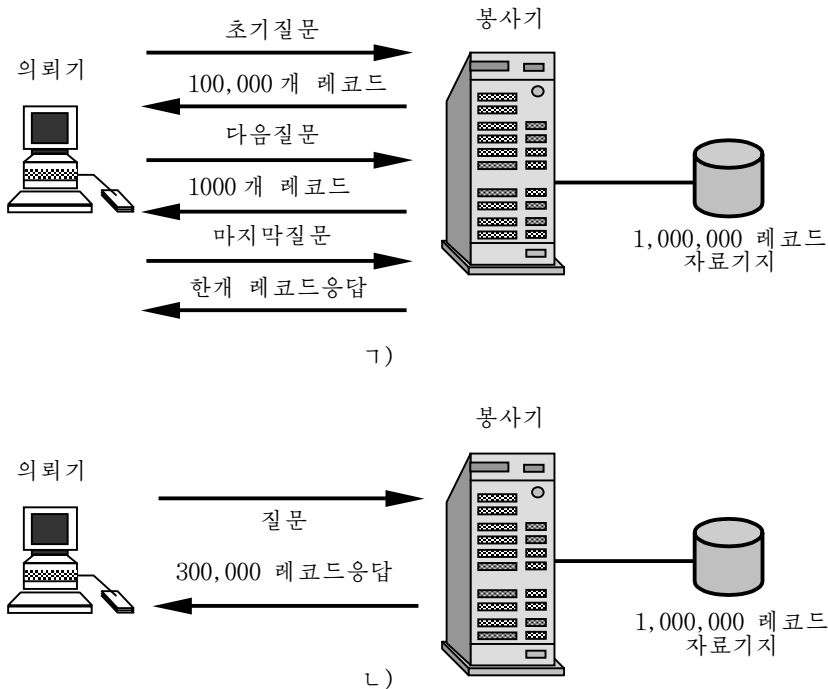 봉사기
초기질문
의뢰기
100,000 개 레코드
다음질문
1000 개 레코드
마지막질문
1,000,000 레코드
자료기지
한개 레코드응답
ㄱ)
봉사기
의뢰기
질문
300,000 레코드응답
1,000,000 레코드
자료기지
ㄴ)